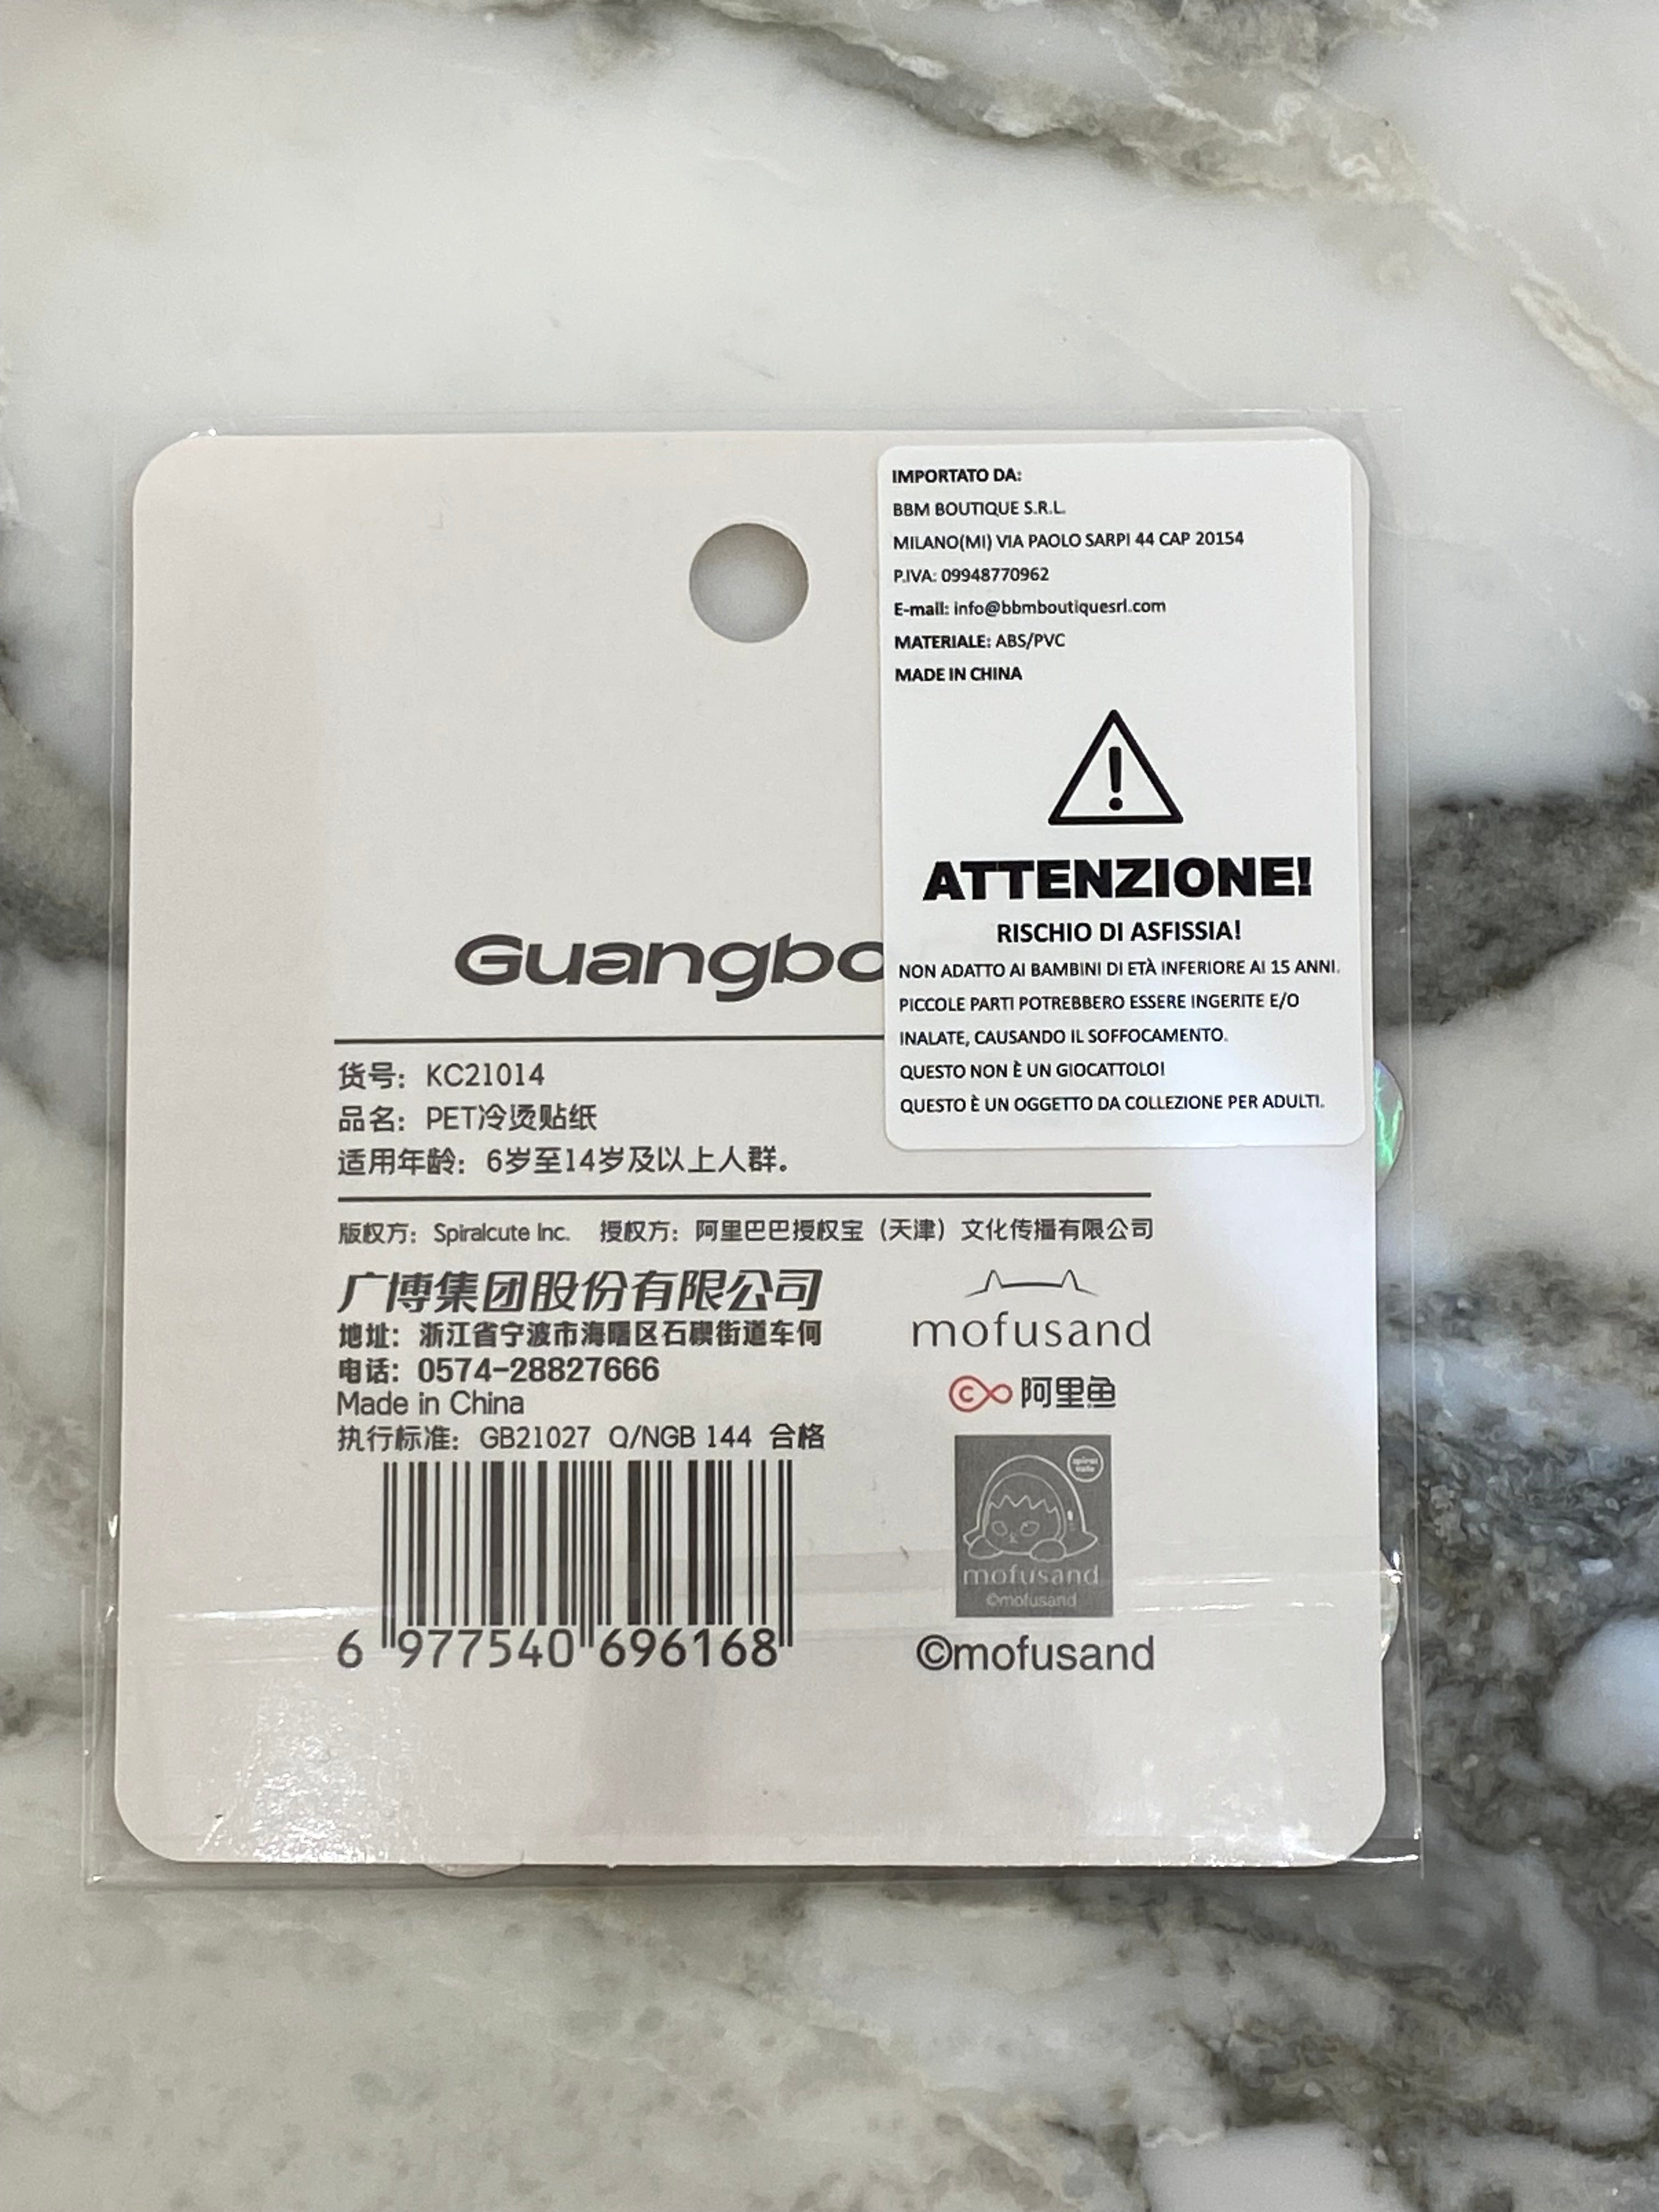 IMPORTATO DA:
BBM BOUTIQUE S.R.L.
MILANO(MI) VIA PAOLO SARPI 44 CAP 20154
P.IVA: 09948770962
E-mail: info@bbmboutiquesrl.com
MATERIALE: ABS/PVC
MADE IN CHINA
ATTENZIONE!
RISCHIO DI ASFISSIA!
NON ADATTO AI BAMBINI DI ETÀ INFERIORE AI 15 ANNI.
PICCOLE PARTI POTREBBERO ESSERE INGERITE E/O
INALATE, CAUSANDO IL SOFFOCAMENTO.
QUESTO NON È UN GIOCATTOLO!
QUESTO È UN OGGETTO DA COLLEZIONE PER ADULTI.
Guangbo
货号：KC21014
品名：PET冷烫贴纸
适用年龄：6岁至14岁及以上人群。
版权方：Spiralcute Inc. 授权方：阿里巴巴授权宝（天津）文化传播有限公司
广博集团股份有限公司
地址：浙江省宁波市海曙区石碶街道车何
电话：0574-28827666
Made in China
执行标准：GB21027 Q/NGB 144 合格
6 977540 696168
mofusand
阿里鱼
spiral cute
mofusand
©mofusand
©mofusand